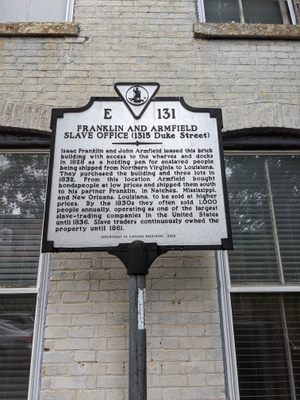 E 131
FRANKLIN AND ARMFIELD
SLAVE OFFICE (1315 Duke Street)
Isaac Franklin and John Armfield leased this brick
building with access to the wharves and docks
in 1828 as a holding pen for enslaved people
being shipped from Northern Virginia to Louisiana.
They purchased the building and three lots in
1832. From this location Armfield bought
bondspeople at low prices and shipped them south
to his partner Franklin, in Natchez, Mississippi,
and New Orleans, Louisiana, to be sold at higher
prices. By the 1830s they often sold 1,000
people annually, operating as one of the largest
slave-trading companies in the United States
until 1836. Slave traders continuously owned the
property until 1861.
DEPARTMENT OF HISTORIC RESOURCES,